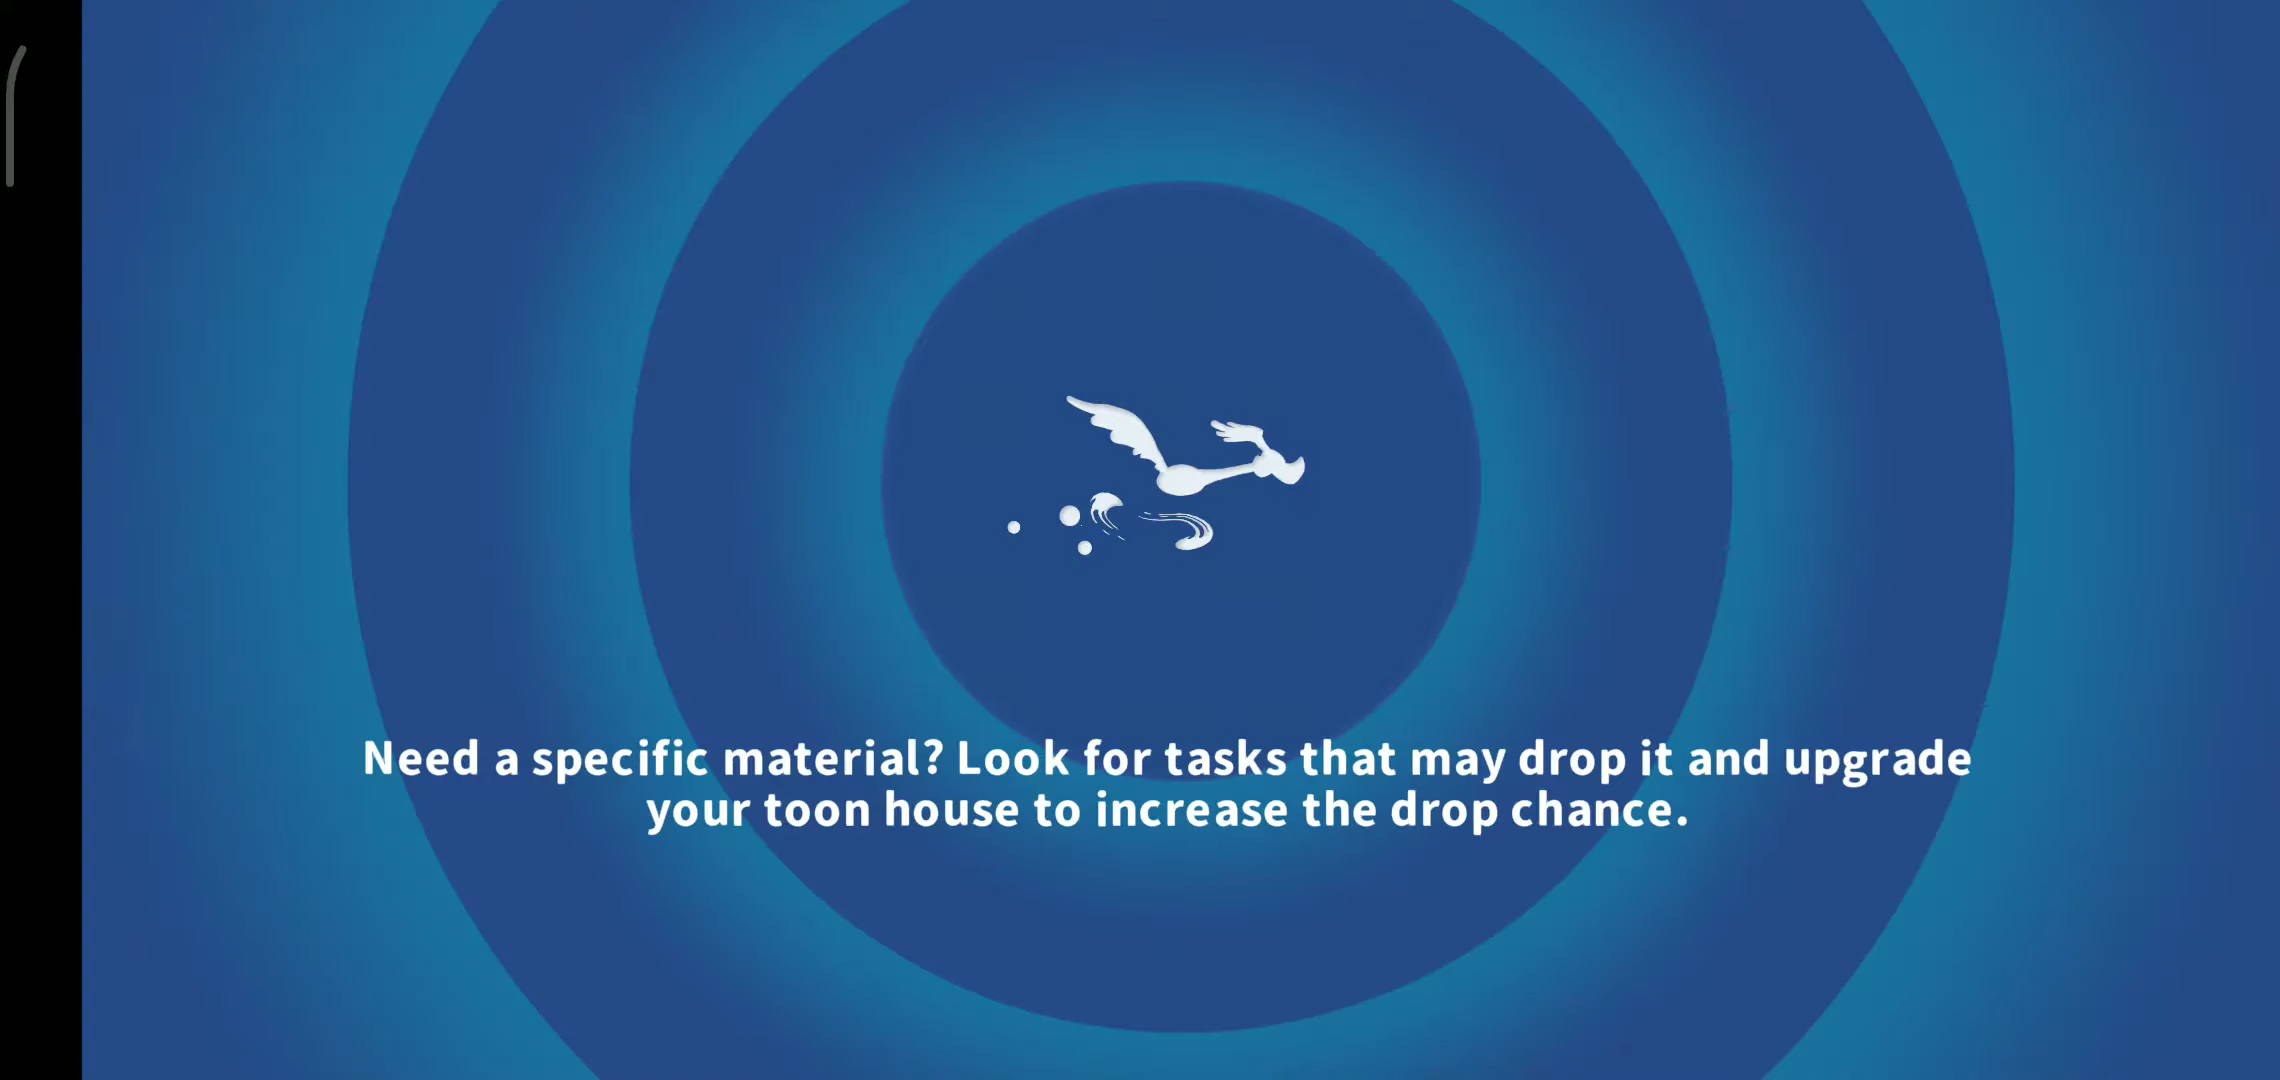 Need a specific material? Look for tasks that may drop it and upgrade
your toon house to increase the drop chance.